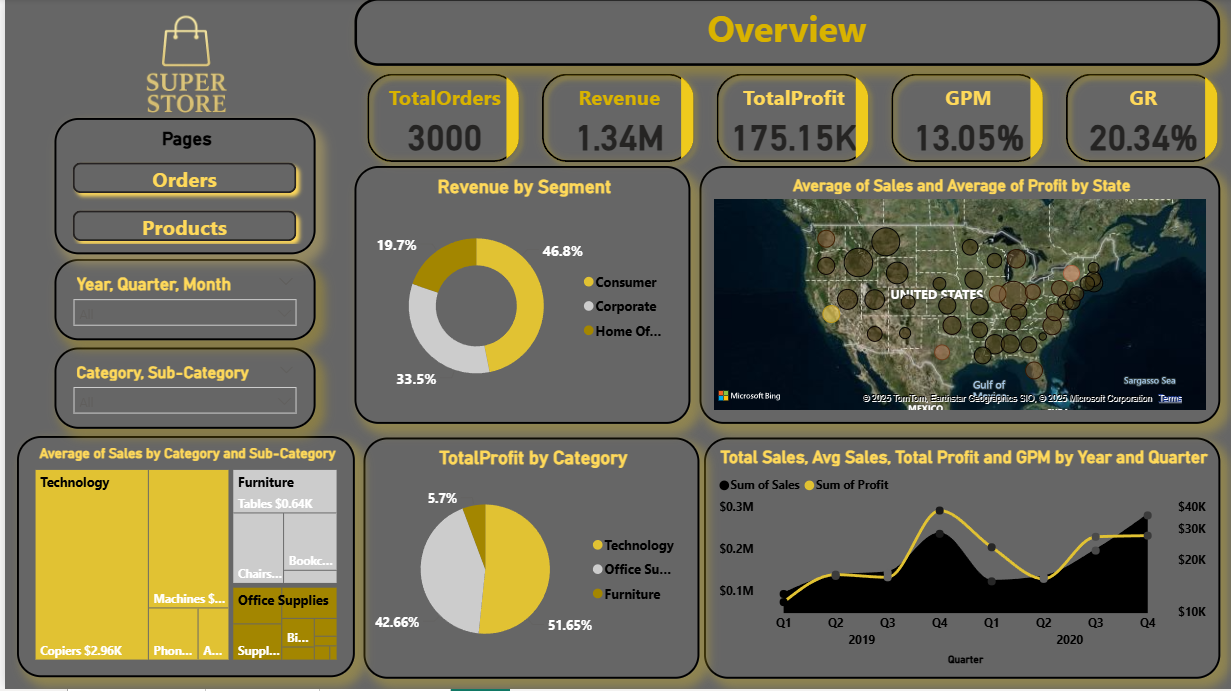 SUPER
STORE
Overview
TotalOrders
3000
Revenue
1.34M
TotalProfit
175.15K
GPM
13.05%
GR
20.34%
Pages
Orders
Products
Year, Quarter, Month
All
Category, Sub-Category
All
Revenue by Segment
19.7%
46.8%
33.5%
Consumer
Corporate
Home Of...
Average of Sales and Average of Profit by State
UNITED STATES
Gulf of
MEXICO
Sargasso Sea
Microsoft Bing
© 2025 TomTom, Earthstar Geographics SIO, © 2025 Microsoft Corporation Terms
Average of Sales by Category and Sub-Category
Technology
Copiers $2.96K
Machines $...
Phon...
A...
Furniture
Tables $0.64K
Chairs...
Bookc...
Office Supplies
Suppl...
Bi...
TotalProfit by Category
5.7%
42.66%
51.65%
Technology
Office Su...
Furniture
Total Sales, Avg Sales, Total Profit and GPM by Year and Quarter
Sum of Sales Sum of Profit
$0.3M
$0.2M
$0.1M
$40K
$30K
$20K
$10K
Q1 Q2 Q3 Q4 Q1 Q2 Q3 Q4
2019 2020
Quarter